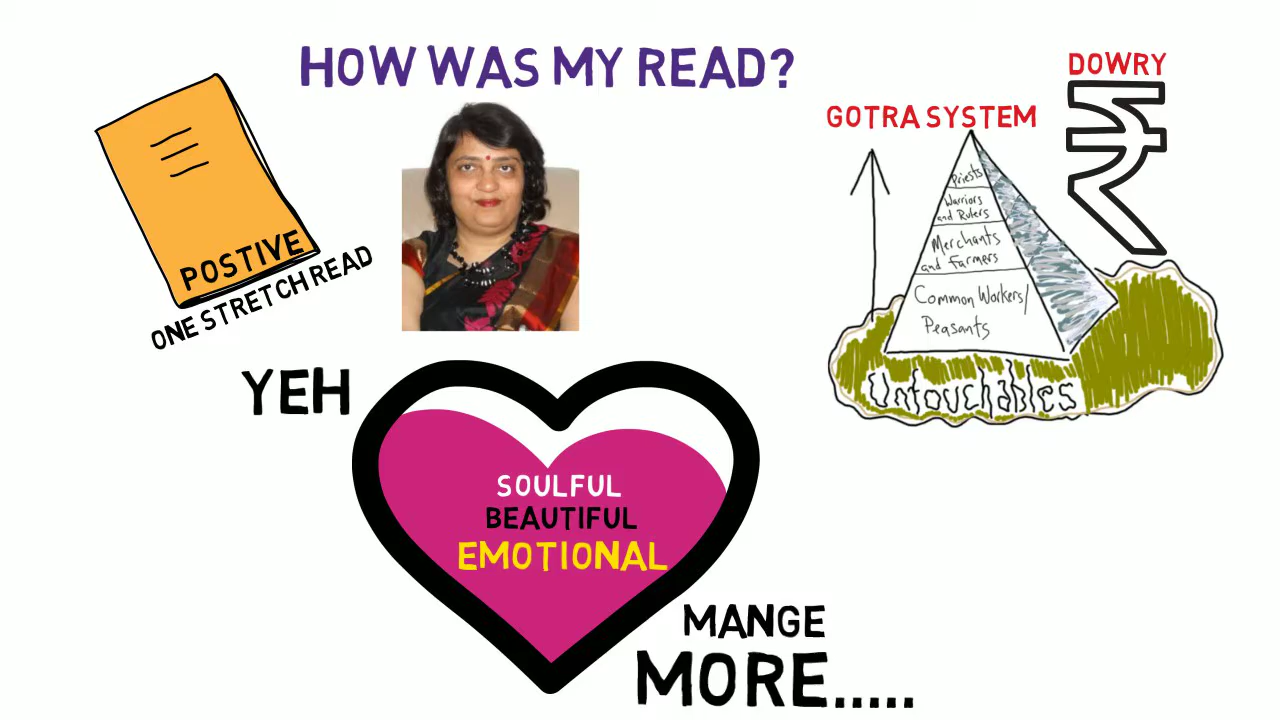 HOW WAS MY READ?
POSTIVE
ONE STRETCH READ
DOWRY
GOTRA SYSTEM
Priests
Warriors
and Rulers
Merchants
and Farmers
Common Workers/
Peasants
Untouchables
YEH
SOULFUL
BEAUTIFUL
EMOTIONAL
MANGE
MORE.....